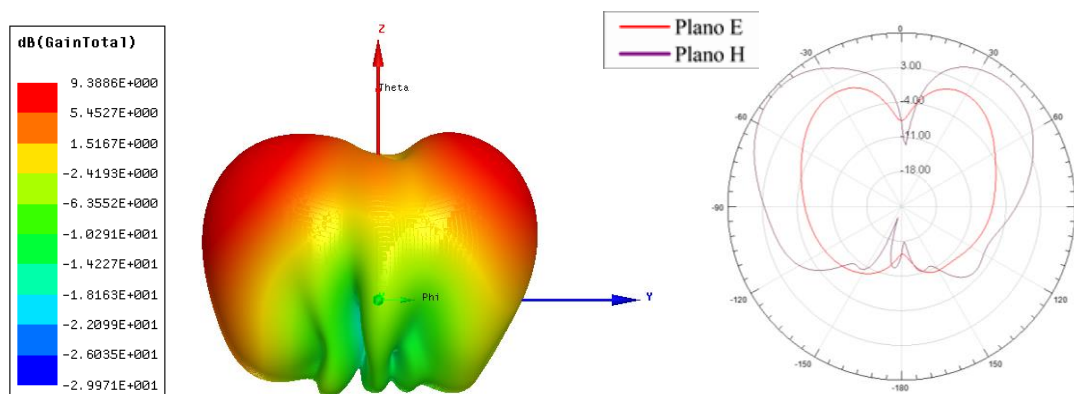 dB(GainTotal)
9.3886E+000
5.4527E+000
1.5167E+000
-2.4193E+000
-6.3552E+000
-1.0291E+001
-1.4227E+001
-1.8163E+001
-2.2099E+001
-2.6035E+001
-2.9971E+001
Z
Theta
Phi
Y
Plano E
Plano H
0
-30
30
3.00
-4.00
-60
60
-11.00
-18.00
-90
90
-120
120
-150
150
-180